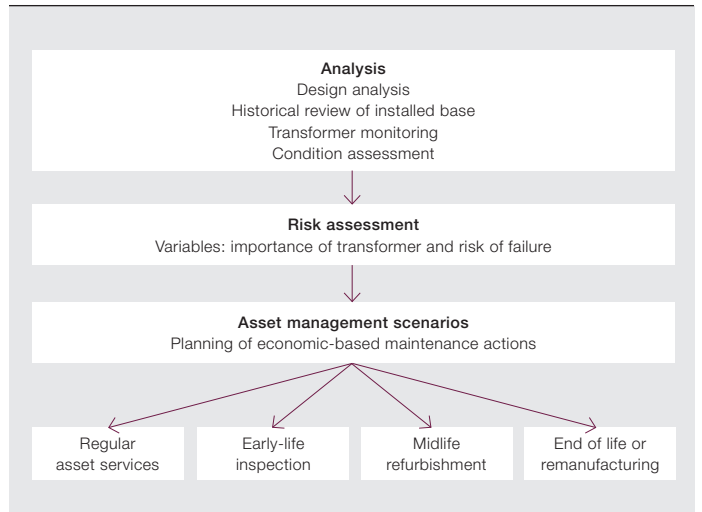 Analysis
Design analysis
Historical review of installed base
Transformer monitoring
Condition assessment
Risk assessment
Variables: importance of transformer and risk of failure
Asset management scenarios
Planning of economic-based maintenance actions
Regular
asset services
Early-life
inspection
Midlife
refurbishment
End of life or
remanufacturing